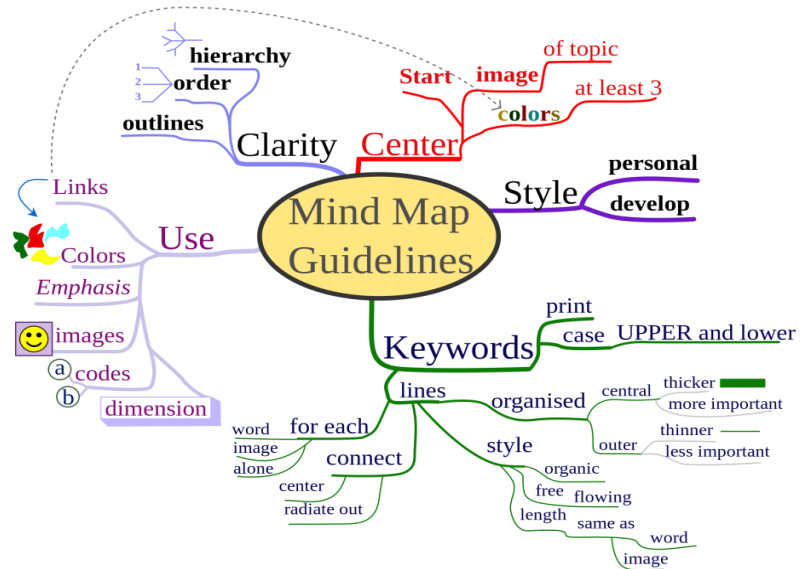 Mind Map
Guidelines
Clarity
hierarchy
order
1
2
3
outlines
Center
Start
image
of topic
colors
at least 3
Style
personal
develop
Use
Links
Colors
Emphasis
images
codes
a
b
dimension
Keywords
print
case
UPPER and lower
lines
for each
word
image
alone
connect
center
radiate out
style
organic
free
flowing
length
same as
word
image
organised
central
thicker
more important
outer
thinner
less important